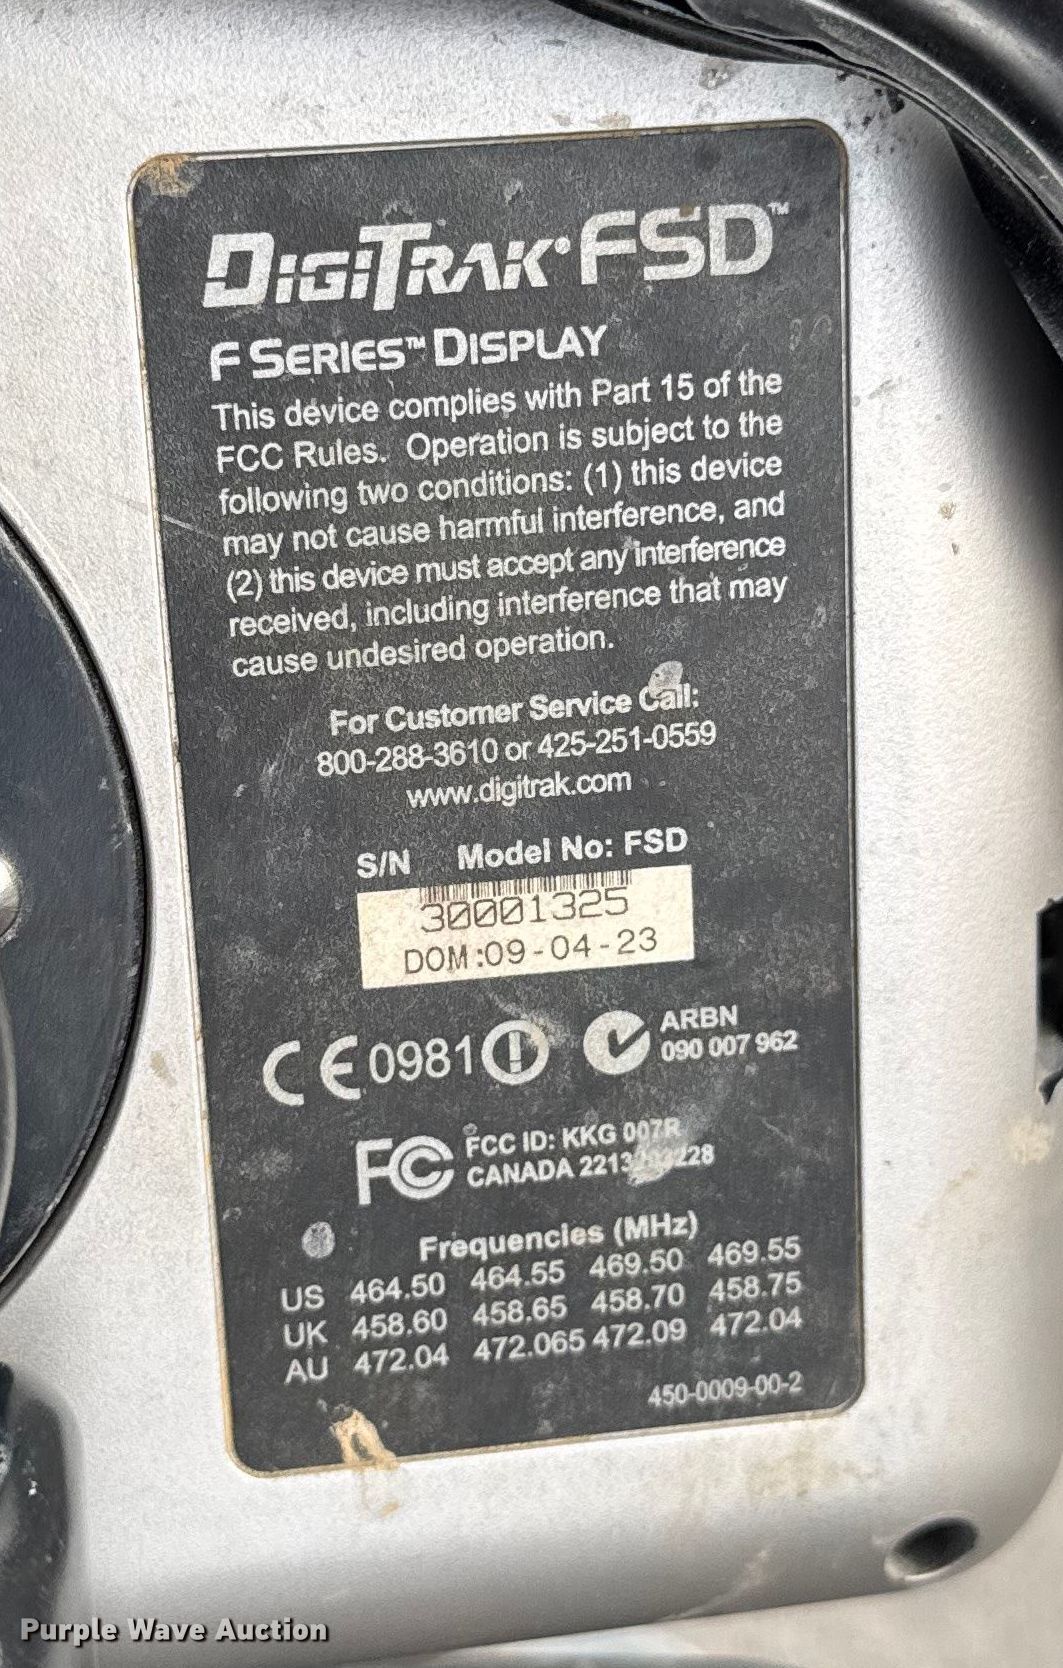 DIGITRAK® FSD™
F SERIES™ DISPLAY
This device complies with Part 15 of the
FCC Rules. Operation is subject to the
following two conditions: (1) this device
may not cause harmful interference, and
(2) this device must accept any interference
received, including interference that may
cause undesired operation.
For Customer Service Call:
800-288-3610 or 425-251-0559
www.digitrak.com
S/N Model No: FSD
30001325
DOM:09-04-23
CE 0981 ARBN
090 007 962
FC FCC ID: KKG 007R
CANADA
Frequencies (MHz)
US 464.50 464.55 469.50 469.55
UK 458.60 458.65 458.70 458.75
AU 472.04 472.065 472.09 472.04
450-0009-00-2
Purple Wave Auction